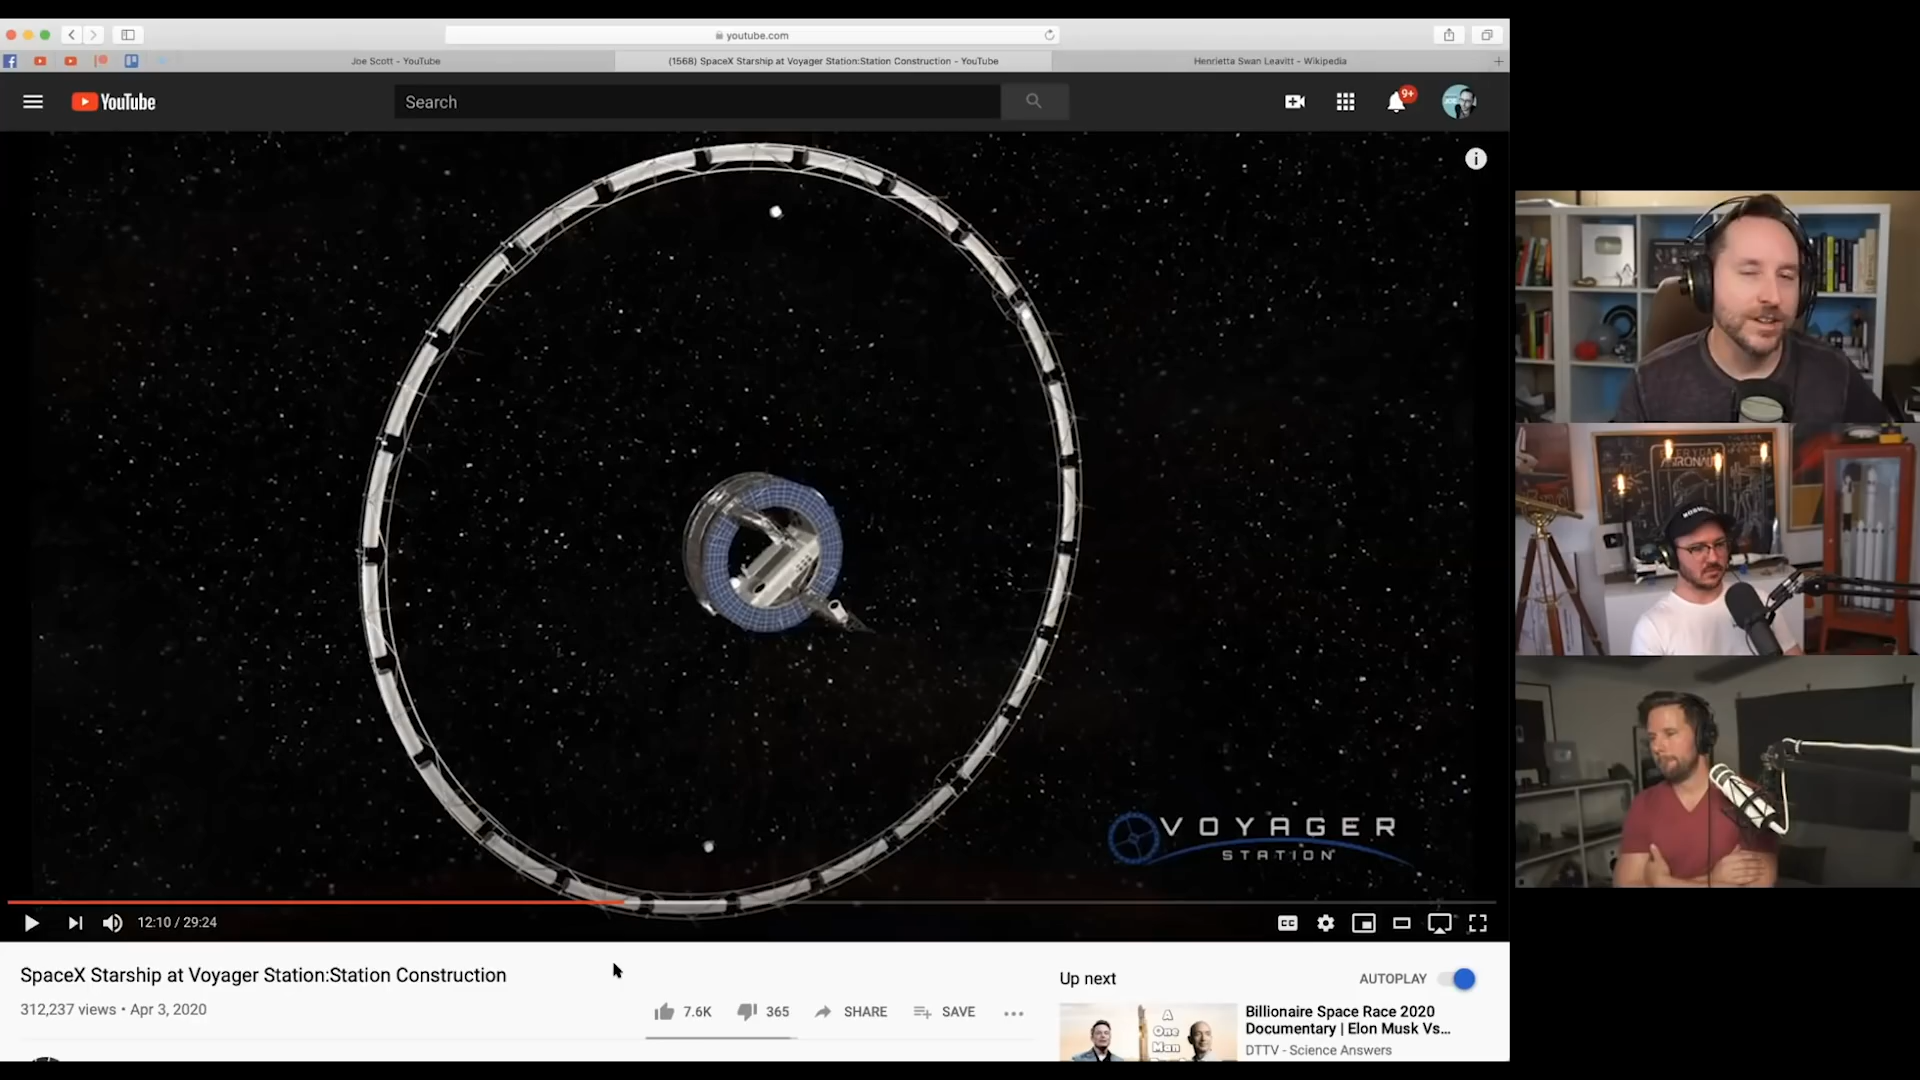 youtube.com
Joe Scott - YouTube
(1568) SpaceX Starship at Voyager Station:Station Construction - YouTube
Henrietta Swan Leavitt - Wikipedia
YouTube
Search
9+
VOYAGER
STATION
12:10 / 29:24
CC
SpaceX Starship at Voyager Station:Station Construction
312,237 views • Apr 3, 2020
7.6K
365
SHARE
SAVE
Up next
AUTOPLAY
A
One
Man
Billionaire Space Race 2020
Documentary | Elon Musk Vs...
DTTV - Science Answers